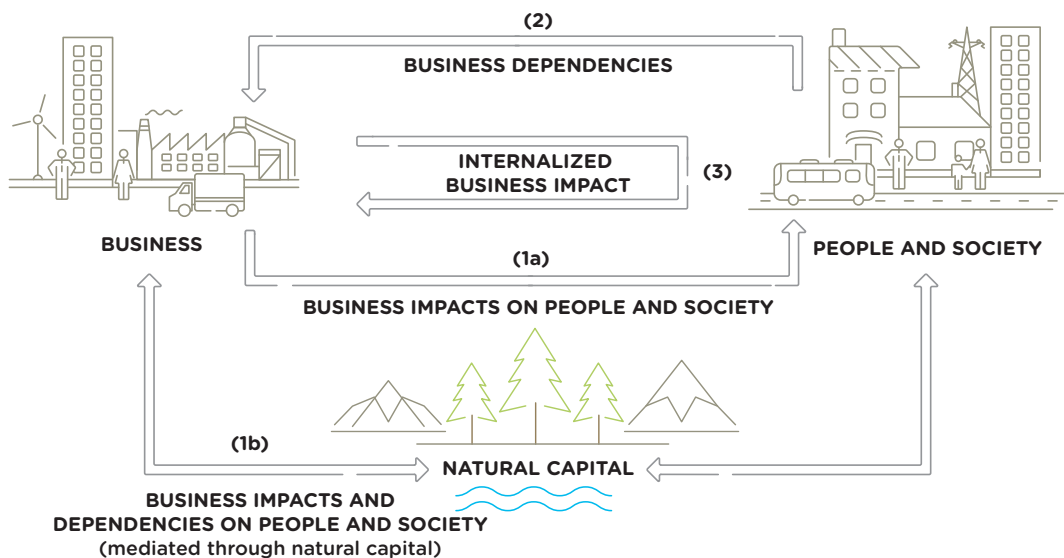 (2)
BUSINESS DEPENDENCIES
INTERNALIZED
BUSINESS IMPACT
(3)
BUSINESS
PEOPLE AND SOCIETY
(1a)
BUSINESS IMPACTS ON PEOPLE AND SOCIETY
(1b)
NATURAL CAPITAL
BUSINESS IMPACTS AND
DEPENDENCIES ON PEOPLE AND SOCIETY
(mediated through natural capital)